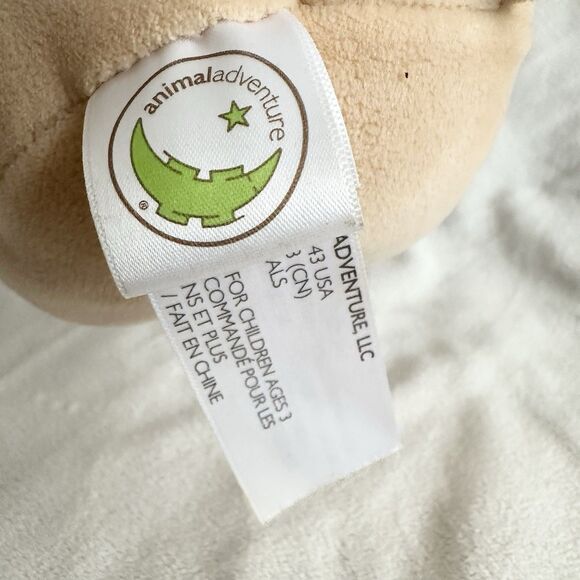 animaladventure
®
ADVENTURE, LLC
43 USA
3 (CN)
ALS
FOR CHILDREN AGES 3
COMMANDÉ POUR LES
NS ET PLUS
/ FAIT EN CHINE